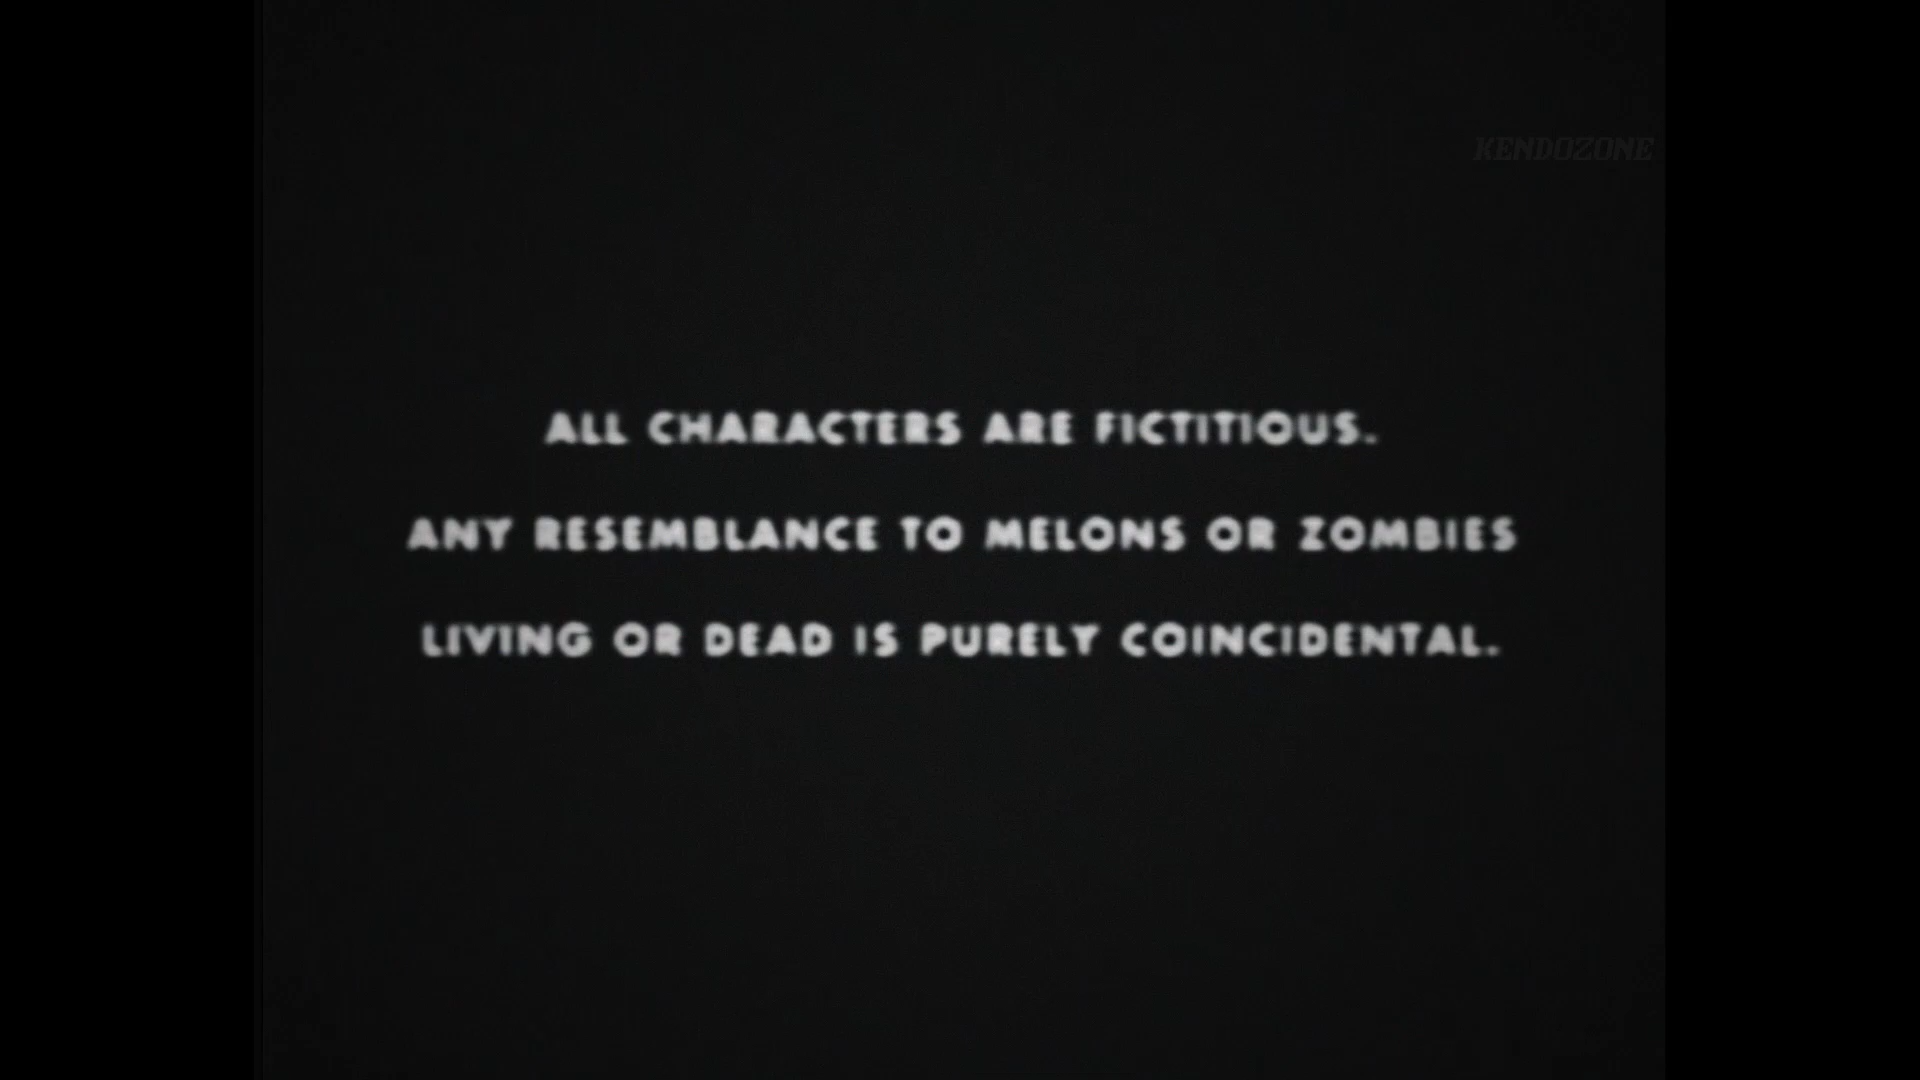 KENDOZONE
ALL CHARACTERS ARE FICTITIOUS.
ANY RESEMBLANCE TO MELONS OR ZOMBIES
LIVING OR DEAD IS PURELY COINCIDENTAL.